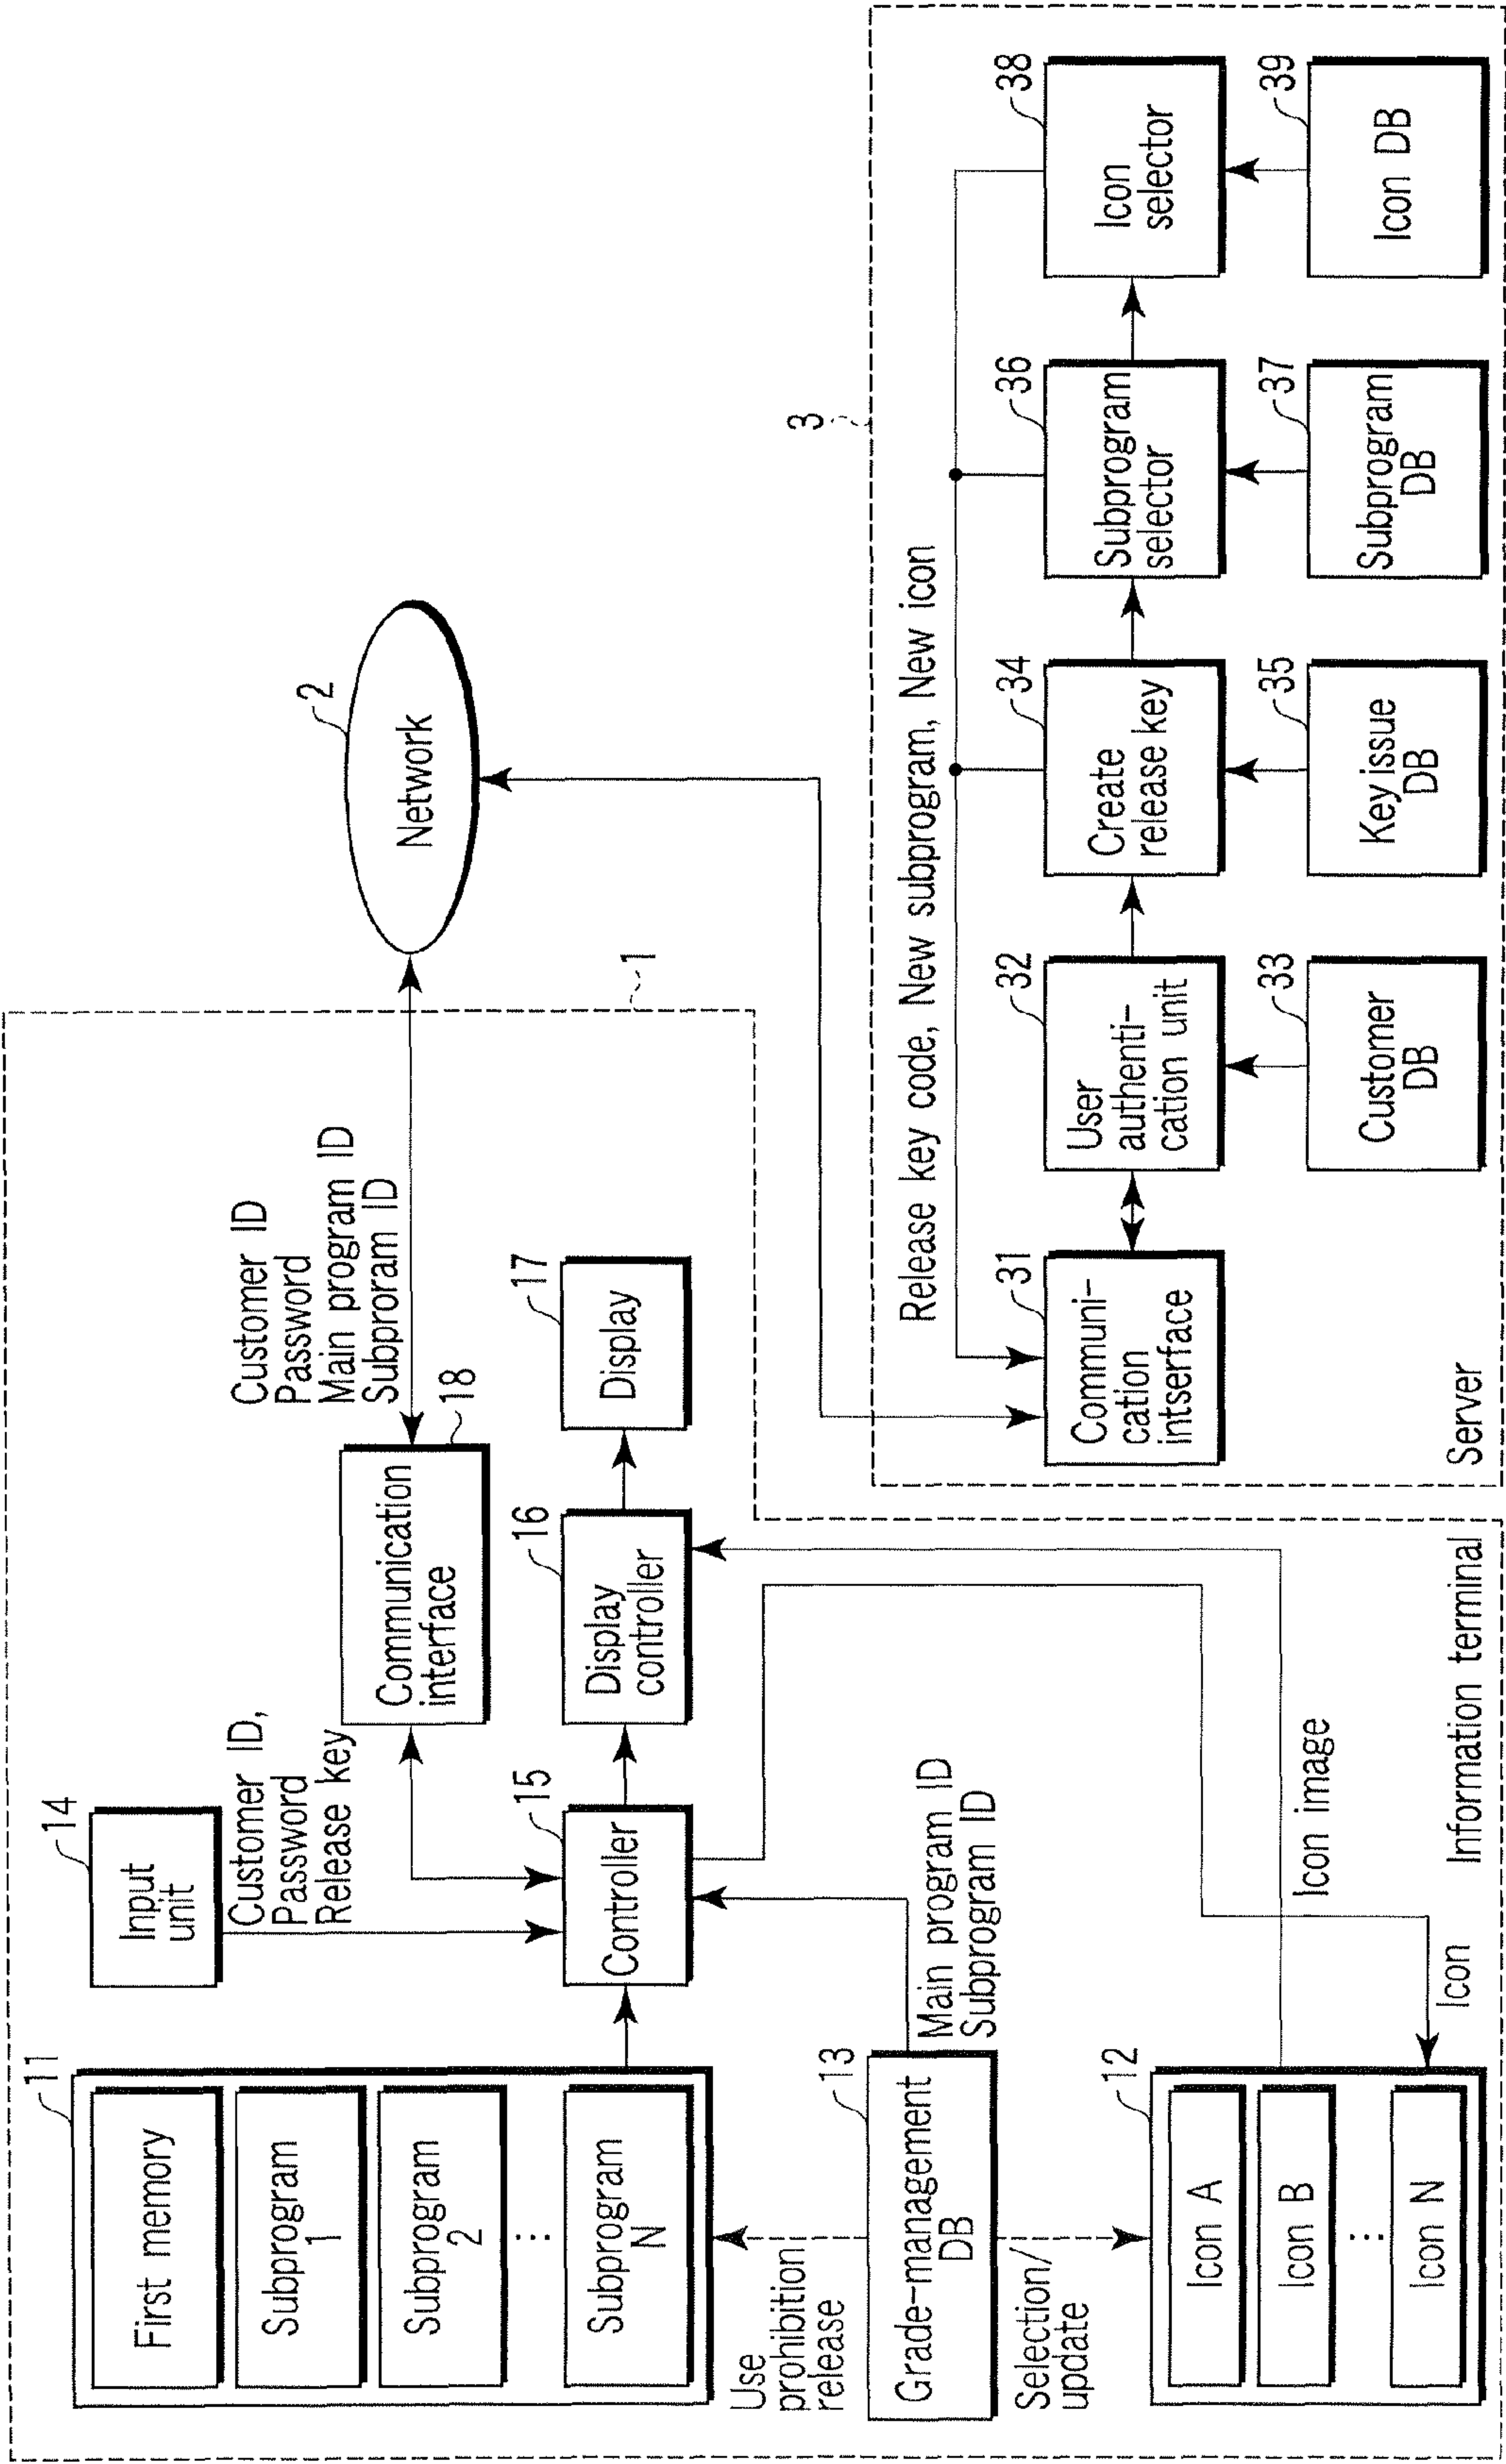 11
First memory
Subprogram
1
Subprogram
2
...
Subprogram
N
14
Input
unit
Customer ID,
Password
Release key
Use
prohibition
release
13
Grade-management
DB
Main program ID
Subprogram ID
Selection/
update
12
Icon A
Icon B
...
Icon N
Icon
Icon image
15
Controller
16
Display
controller
17
Display
18
Communication
interface
Customer ID
Password
Main program ID
Subproram ID
1
Information terminal
2
Network
3
Release key code, New subprogram, New icon
31
Communi-
cation
intserface
32
User
authenti-
cation unit
33
Customer
DB
34
Create
release key
35
Key issue
DB
36
Subprogram
selector
37
Subprogram
DB
38
Icon
selector
39
Icon DB
Server